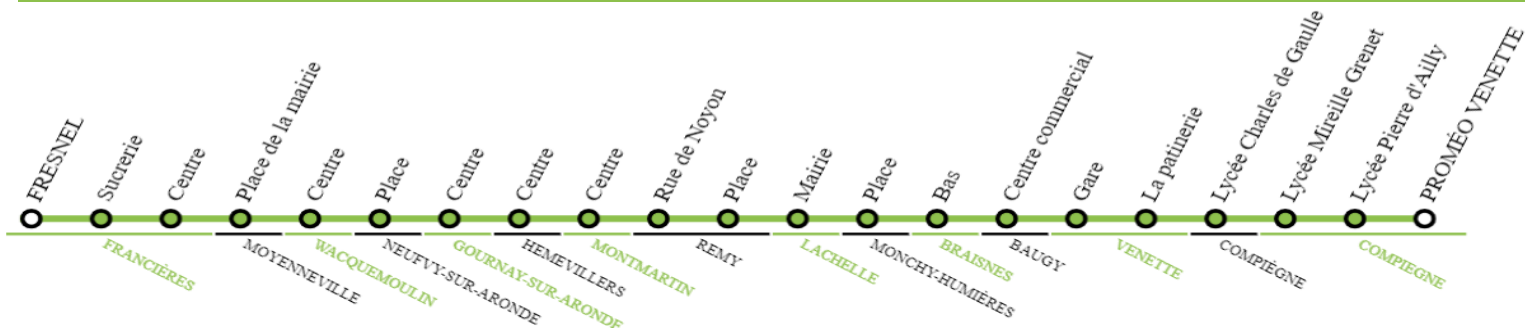 FRESNEL
Sucrerie
Centre
Place de la mairie
Centre
Place
Centre
Centre
Centre
Rue de Noyon
Place
Mairie
Place
Bas
Centre commercial
Gare
La patinerie
Lycée Charles de Gaulle
Lycée Mireille Grenet
Lycée Pierre d'Ailly
PROMÉO VENETTE
FRANCIÉRES
MOYENNEVILLE
WACQUEMOULIN
NEUFVY-SUR-ARONDE
GOURNAY-SUR-ARONDE
HEMEVILLERS
MONTMARTIN
REMY
LACHELLE
MONCHY-HUMIÈRES
BRAISNES
BAUGY
VENETTE
COMPIÈGNE
COMPIEGNE